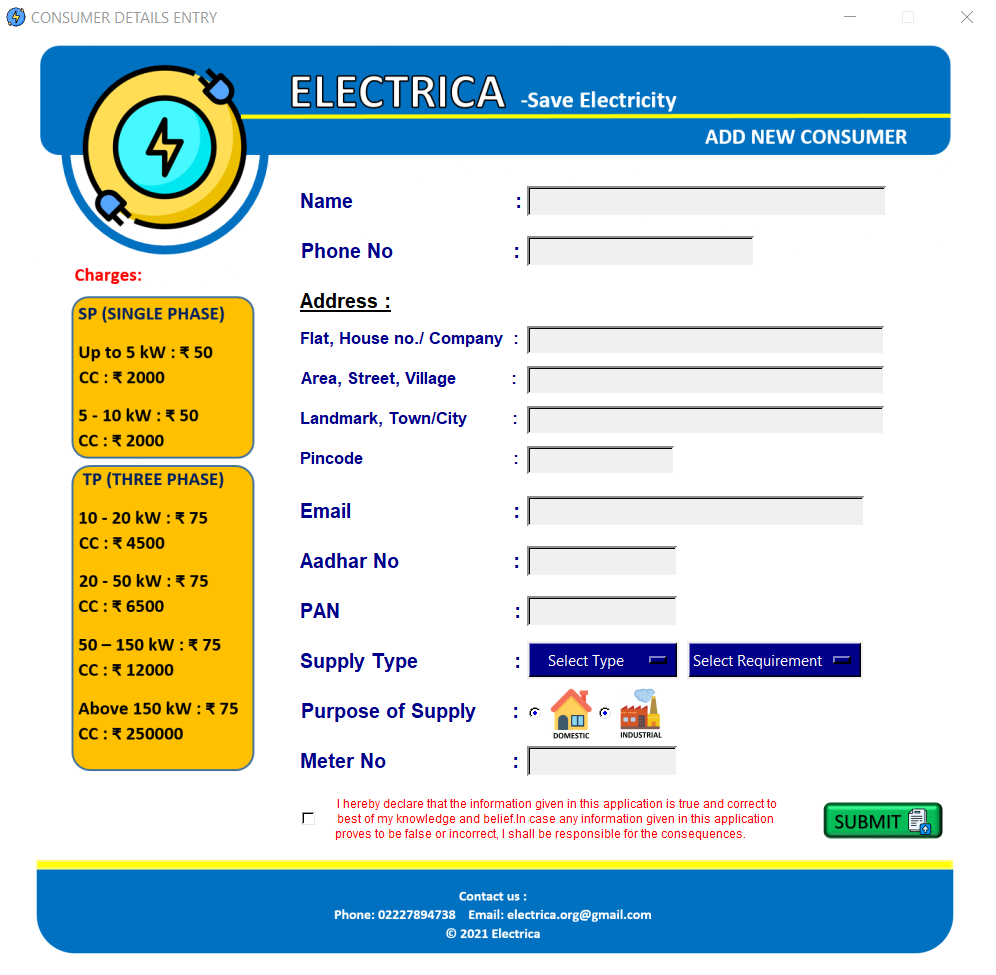 CONSUMER DETAILS ENTRY
ELECTRICA -Save Electricity
ADD NEW CONSUMER
Charges:
SP (SINGLE PHASE)
Up to 5 kW : ₹ 50
CC : ₹ 2000
5 - 10 kW : ₹ 50
CC : ₹ 2000
TP (THREE PHASE)
10 - 20 kW : ₹ 75
CC : ₹ 4500
20 - 50 kW : ₹ 75
CC : ₹ 6500
50 – 150 kW : ₹ 75
CC : ₹ 12000
Above 150 kW : ₹ 75
CC : ₹ 250000
Name :
Phone No :
Address :
Flat, House no./ Company :
Area, Street, Village :
Landmark, Town/City :
Pincode :
Email :
Aadhar No :
PAN :
Supply Type : Select Type Select Requirement
Purpose of Supply : DOMESTIC INDUSTRIAL
Meter No :
I hereby declare that the information given in this application is true and correct to
best of my knowledge and belief.In case any information given in this application
proves to be false or incorrect, I shall be responsible for the consequences.
SUBMIT
Contact us :
Phone: 02227894738 Email: electrica.org@gmail.com
© 2021 Electrica